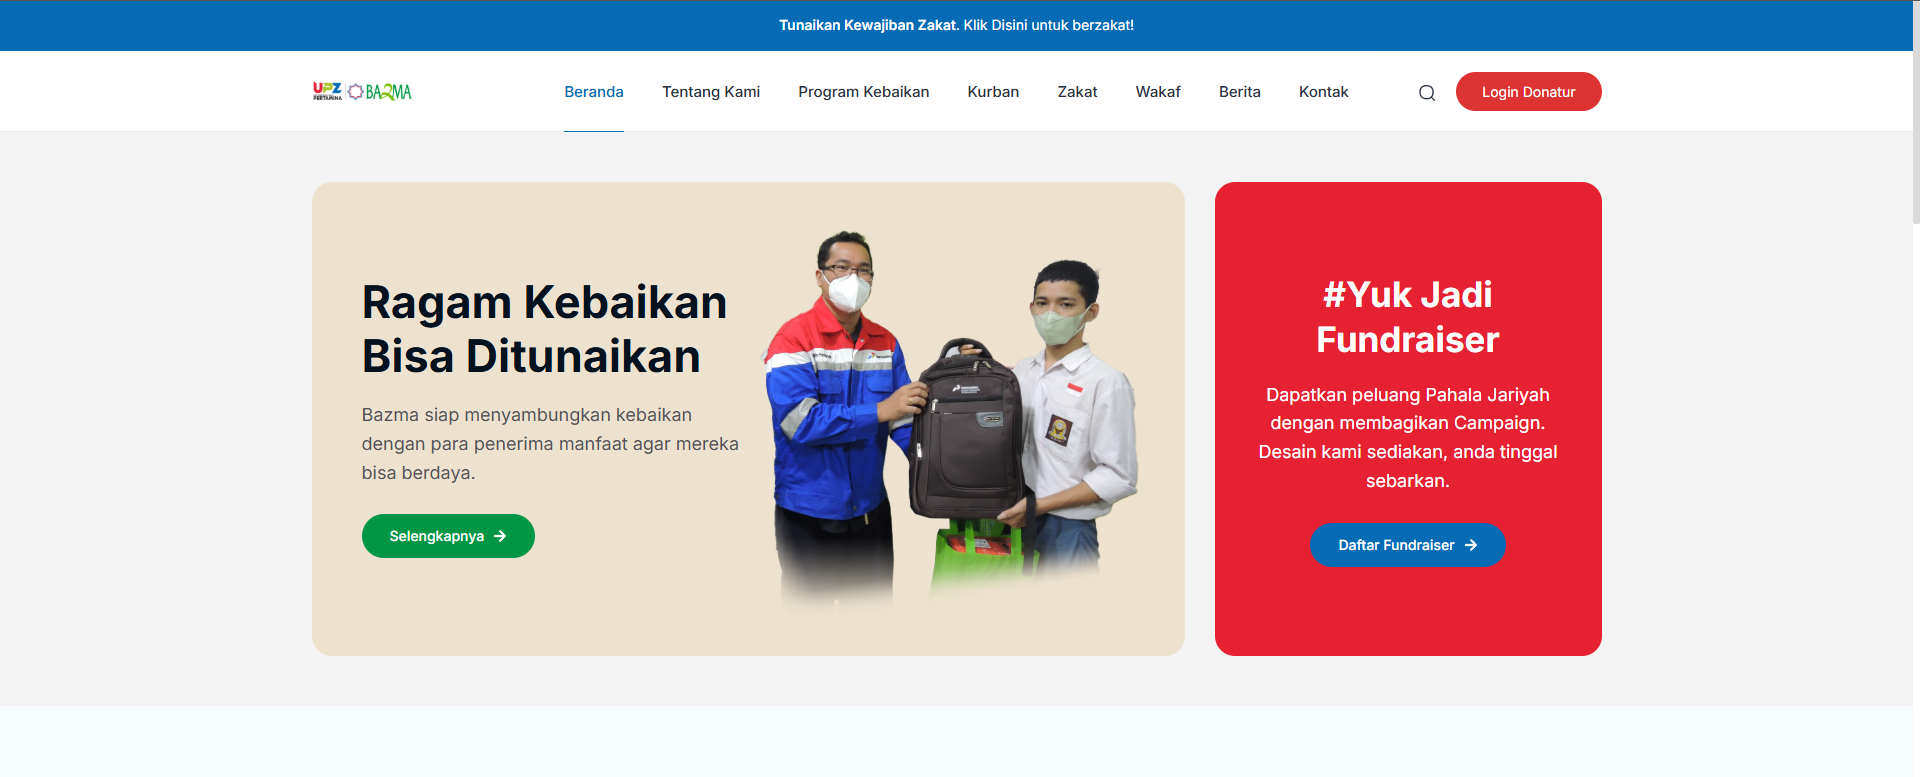 Tunaikan Kewajiban Zakat. Klik Disini untuk berzakat!
UPZ
PERTAMINA
BAZMA
Beranda
Tentang Kami
Program Kebaikan
Kurban
Zakat
Wakaf
Berita
Kontak
Login Donatur
Ragam Kebaikan
Bisa Ditunaikan
Bazma siap menyambungkan kebaikan
dengan para penerima manfaat agar mereka
bisa berdaya.
Selengkapnya
#Yuk Jadi
Fundraiser
Dapatkan peluang Pahala Jariyah
dengan membagikan Campaign.
Desain kami sediakan, anda tinggal
sebarkan.
Daftar Fundraiser